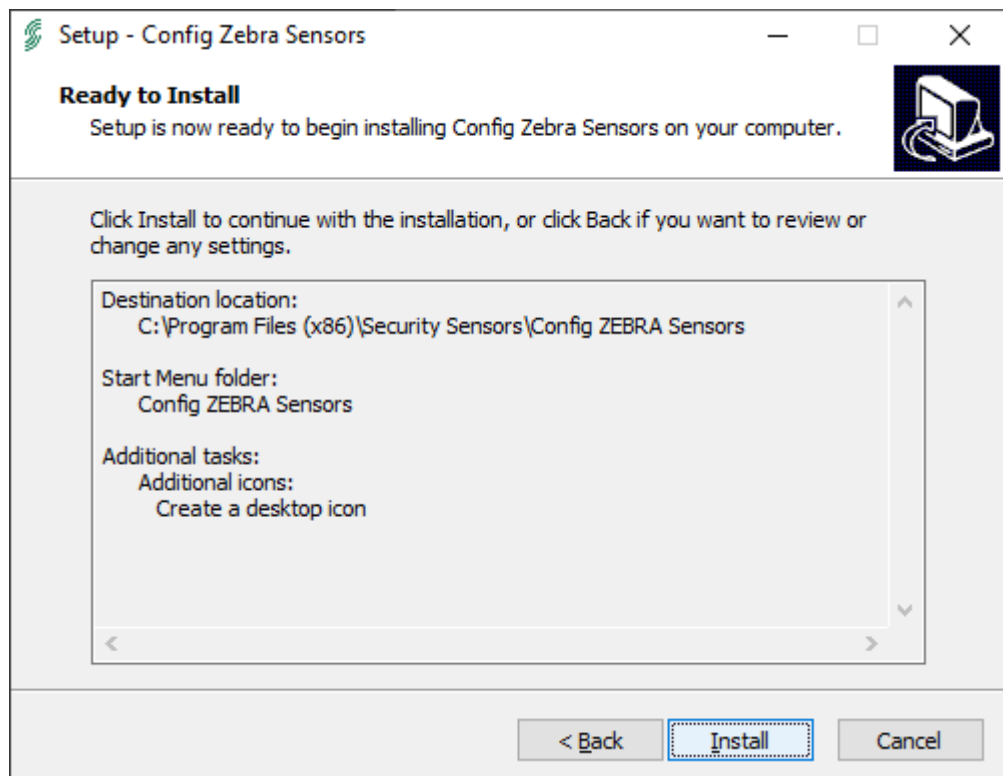 Setup - Config Zebra Sensors
Ready to Install
Setup is now ready to begin installing Config Zebra Sensors on your computer.
Click Install to continue with the installation, or click Back if you want to review or
change any settings.
Destination location:
C:\Program Files (x86)\Security Sensors\Config ZEBRA Sensors
Start Menu folder:
Config ZEBRA Sensors
Additional tasks:
Additional icons:
Create a desktop icon
< Back
Install
Cancel